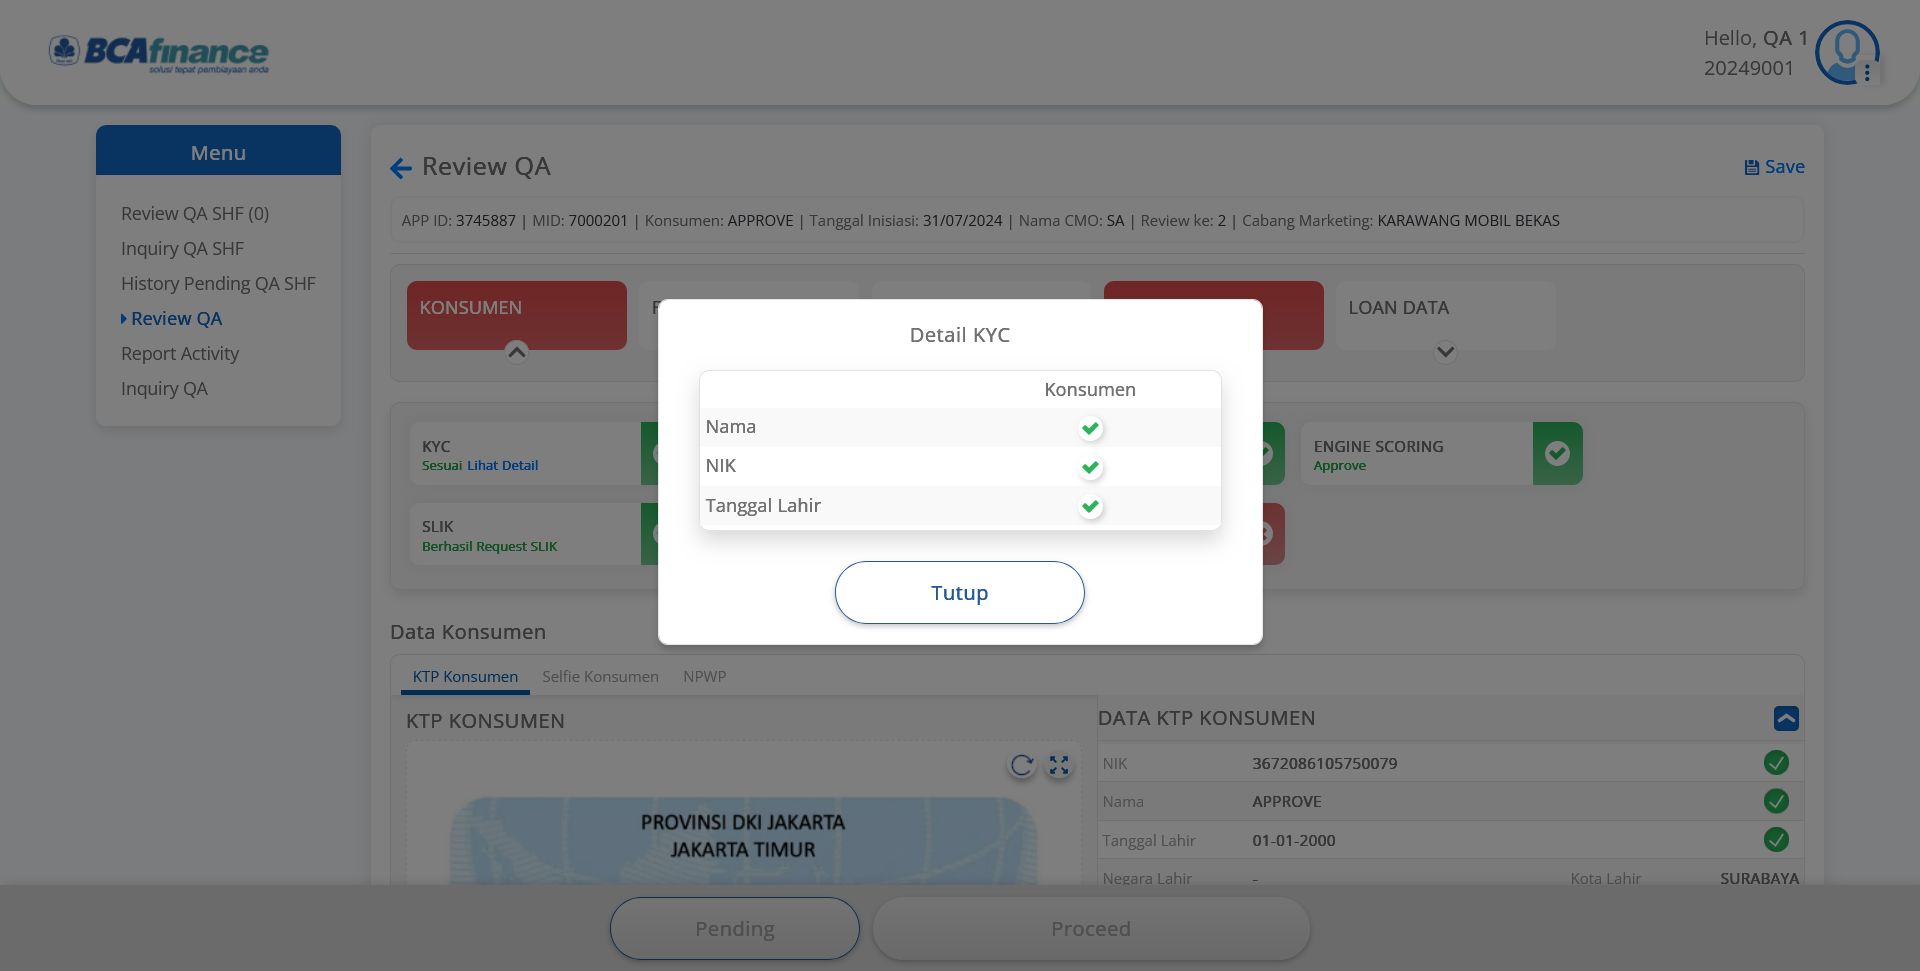 BCAfinance
solusi tepat pembiayaan anda
Hello, QA 1
20249001
Menu
Review QA SHF (0)
Inquiry QA SHF
History Pending QA SHF
Review QA
Report Activity
Inquiry QA
Review QA
Save
APP ID: 3745887 | MID: 7000201 | Konsumen: APPROVE | Tanggal Inisiasi: 31/07/2024 | Nama CMO: SA | Review ke: 2 | Cabang Marketing: KARAWANG MOBIL BEKAS
KONSUMEN
LOAN DATA
Detail KYC
Konsumen
Nama
NIK
Tanggal Lahir
Tutup
KYC
Sesuai Lihat Detail
ENGINE SCORING
Approve
SLIK
Berhasil Request SLIK
Data Konsumen
KTP Konsumen Selfie Konsumen NPWP
KTP KONSUMEN
PROVINSI DKI JAKARTA
JAKARTA TIMUR
DATA KTP KONSUMEN
NIK 3672086105750079
Nama APPROVE
Tanggal Lahir 01-01-2000
Negara Lahir - Kota Lahir SURABAYA
Pending
Proceed